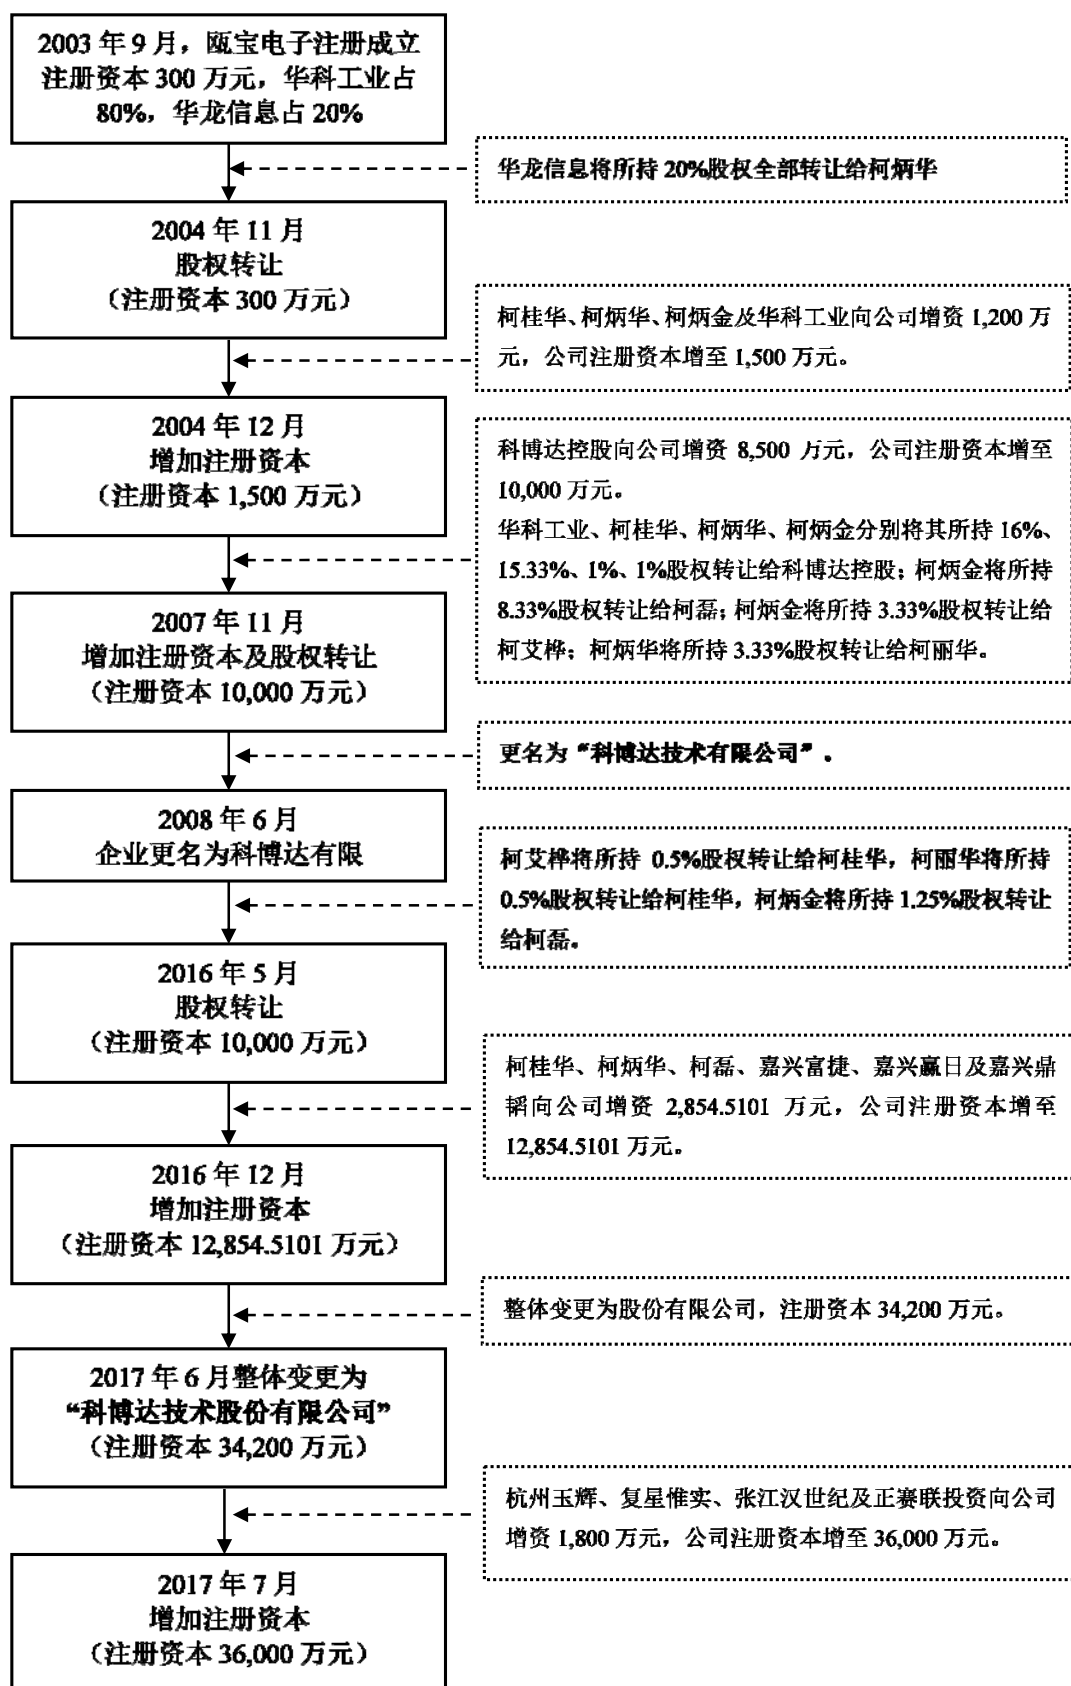 2003 年 9 月，瓯宝电子注册成立
注册资本 300 万元，华科工业占
80%，华龙信息占 20%
华龙信息将所持 20%股权全部转让给柯炳华
2004 年 11 月
股权转让
（注册资本 300 万元）
柯桂华、柯炳华、柯炳金及华科工业向公司增资 1,200 万
元，公司注册资本增至 1,500 万元。
2004 年 12 月
增加注册资本
（注册资本 1,500 万元）
科博达控股向公司增资 8,500 万元，公司注册资本增至
10,000 万元。
华科工业、柯桂华、柯炳华、柯炳金分别将其所持 16%、
15.33%、1%、1%股权转让给科博达控股；柯炳金将所持
8.33%股权转让给柯磊；柯炳金将所持 3.33%股权转让给
柯艾桦；柯炳华将所持 3.33%股权转让给柯丽华。
2007 年 11 月
增加注册资本及股权转让
（注册资本 10,000 万元）
更名为“科博达技术有限公司”。
2008 年 6 月
企业更名为科博达有限
柯艾桦将所持 0.5%股权转让给柯桂华，柯丽华将所持
0.5%股权转让给柯桂华，柯炳金将所持 1.25%股权转让
给柯磊。
2016 年 5 月
股权转让
（注册资本 10,000 万元）
柯桂华、柯炳华、柯磊、嘉兴富捷、嘉兴赢日及嘉兴鼎
韬向公司增资 2,854.5101 万元，公司注册资本增至
12,854.5101 万元。
2016 年 12 月
增加注册资本
（注册资本 12,854.5101 万元）
整体变更为股份有限公司，注册资本 34,200 万元。
2017 年 6 月整体变更为
“科博达技术股份有限公司”
（注册资本 34,200 万元）
杭州玉辉、复星惟实、张江汉世纪及正赛联投资向公司
增资 1,800 万元，公司注册资本增至 36,000 万元。
2017 年 7 月
增加注册资本
（注册资本 36,000 万元）